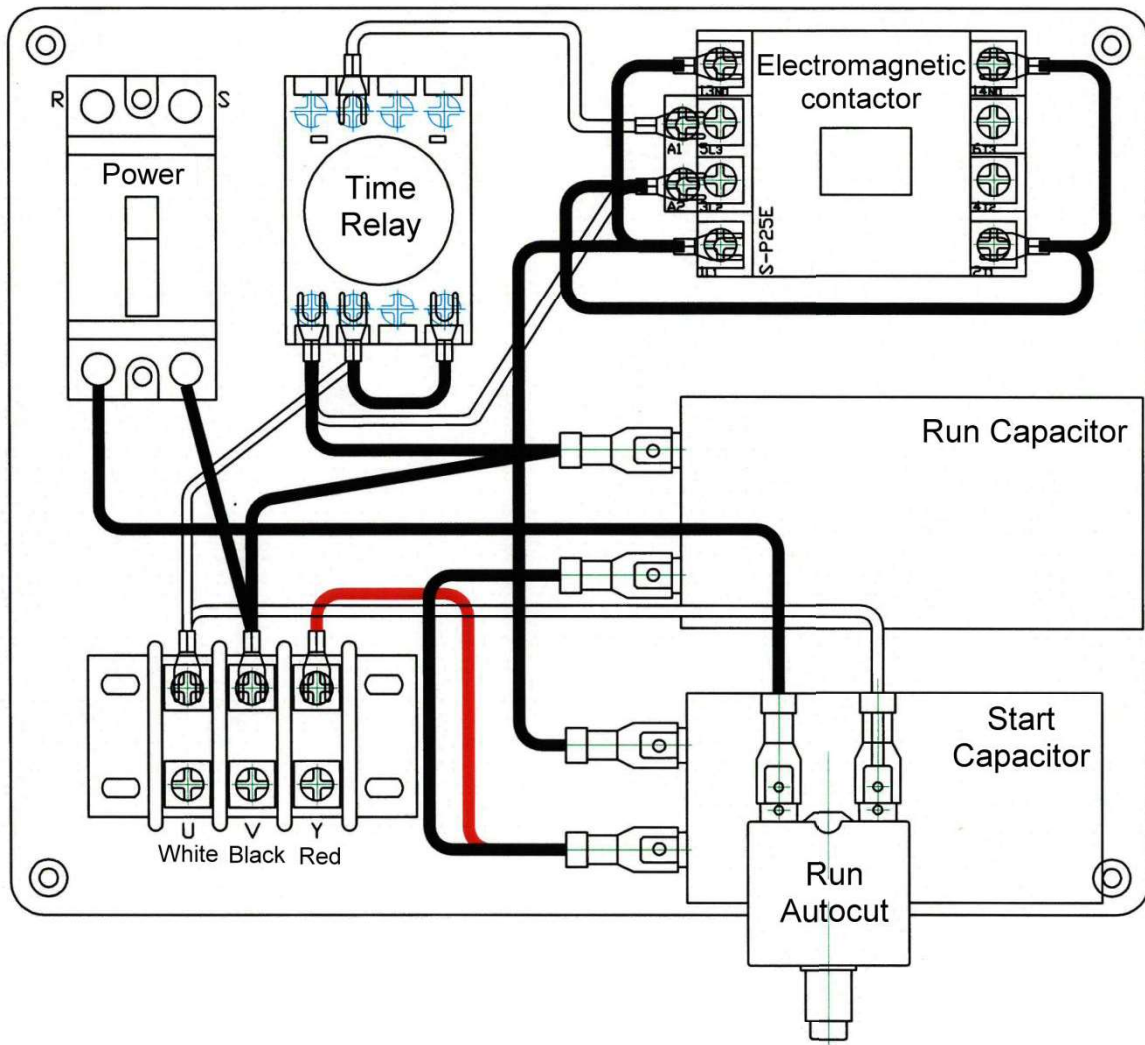 R
S
Power
Time
Relay
Electromagnetic
contactor
13NO
14NO
A1
5L3
6T3
A2
3L2
4T2
S-P25E
1L1
2T1
Run Capacitor
Start
Capacitor
U
V
Y
White
Black
Red
Run
Autocut